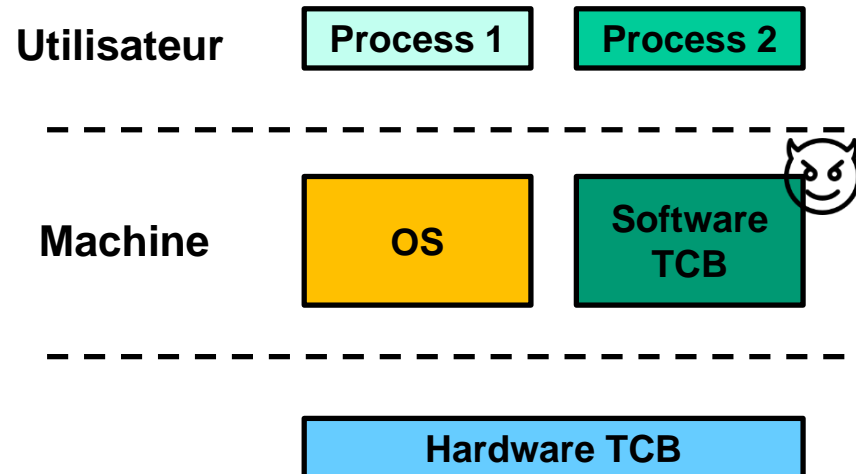 Utilisateur
Process 1
Process 2
Machine
OS
Software
TCB
Hardware TCB